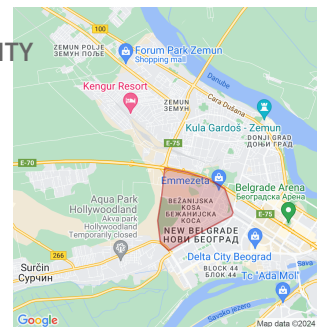 ITY
100
ZEMUN POLJE
ЗЕМУН ПОЉЕ
Forum Park Zemun
Shopping mall
Danube
Kengur Resort
ZEMUN
ЗЕМУН
Cara Dušana
Kula Gardoš - Zemun
E-75
DONJI GRAD
ДОЊИ ГРАД
E-70
Emmezeta
Belgrade Arena
Београдска Арена
BEŽANIJSKA
KOSA
БЕЖАНИЈСКА
КОСА
Aqua Park
Hollywoodland
Akva park
Hollywoodland
Temporarily closed
E-75
NEW BELGRADE
НОВИ БЕОГРАД
266
Surčin
Сурчин
Delta City Beograd
BLOCK 44
БЛОК 44
Tc "Ada Mol"
Savsko jezero
Google
Map data ©2024